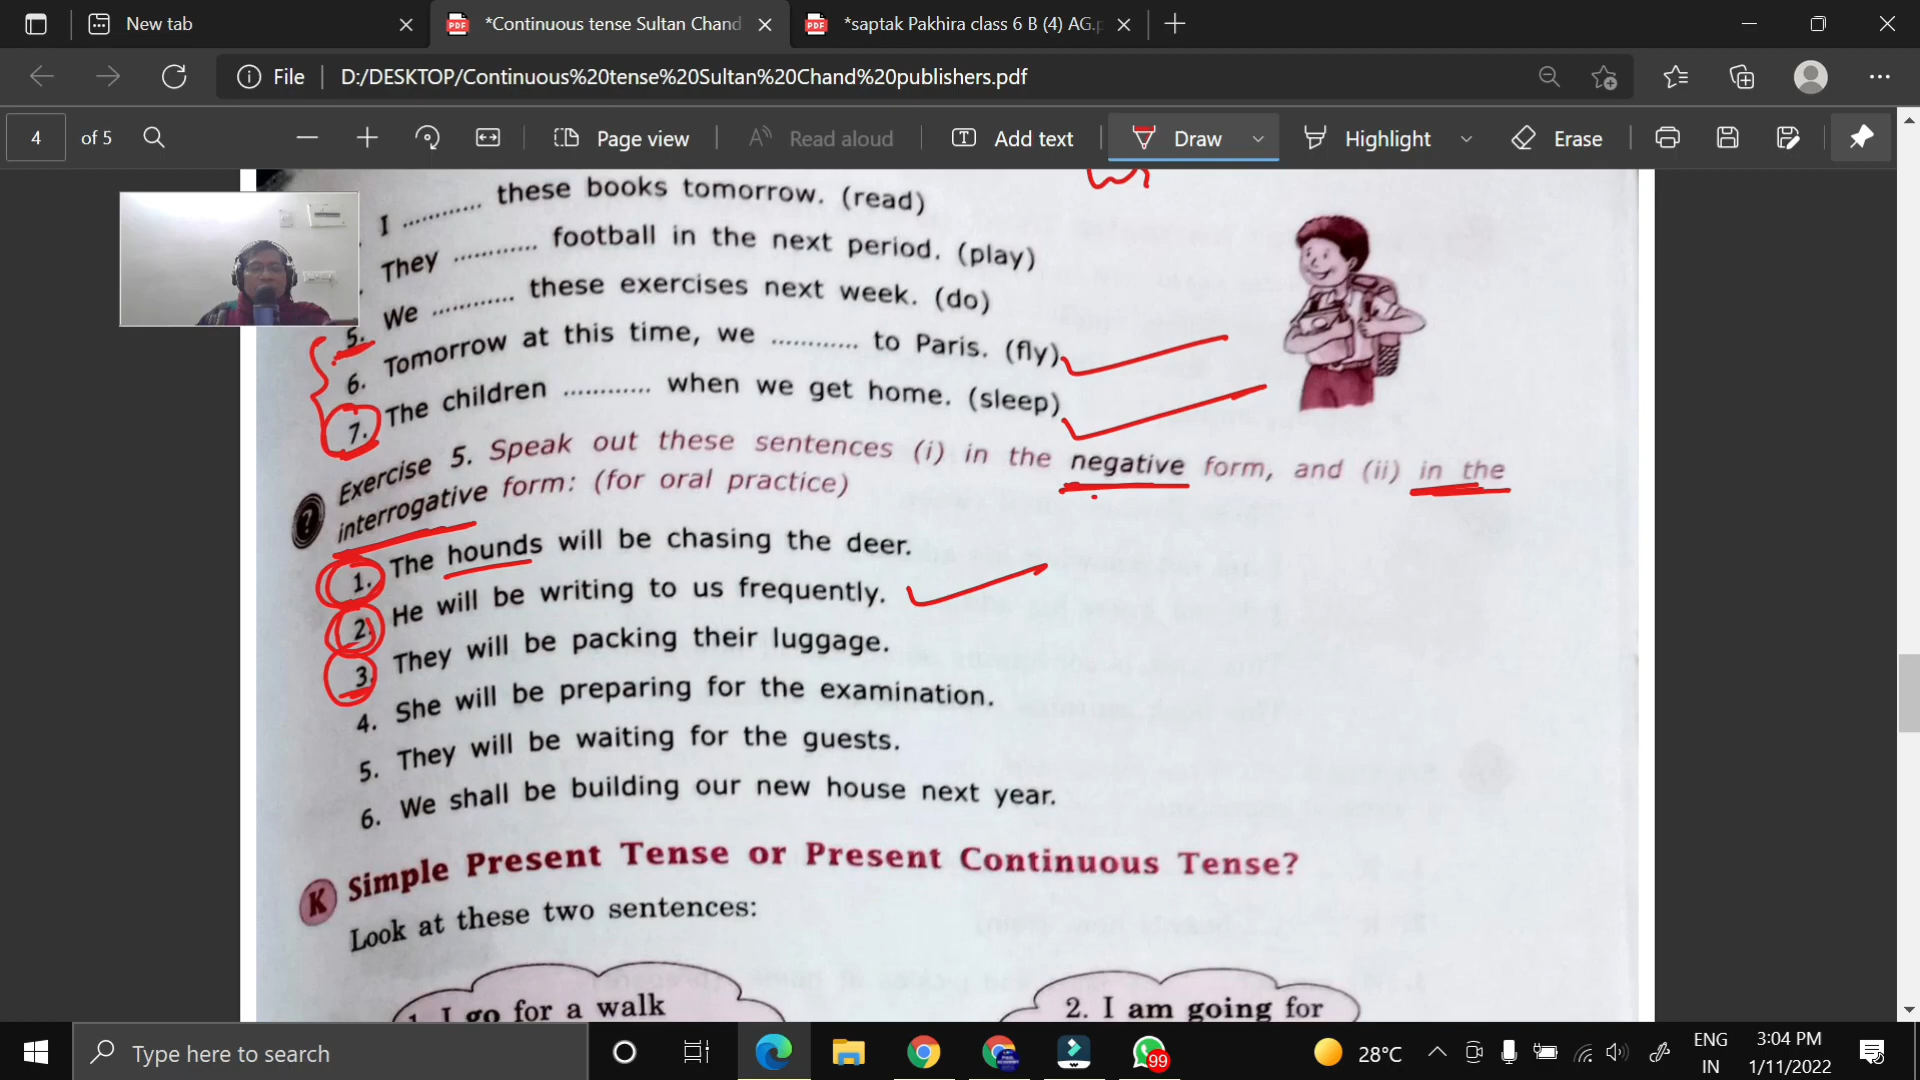 New tab
*Continuous tense Sultan Chand
*saptak Pakhira class 6 B (4) AG.p
File
D:/DESKTOP/Continuous%20tense%20Sultan%20Chand%20publishers.pdf
4
of 5
Page view
Read aloud
Add text
Draw
Highlight
Erase
I ............ these books tomorrow. (read)
They ............ football in the next period. (play)
5. We ............ these exercises next week. (do)
6. Tomorrow at this time, we ............ to Paris. (fly)
7. The children ............ when we get home. (sleep)
Exercise 5. Speak out these sentences (i) in the negative form, and (ii) in the
interrogative form: (for oral practice)
?
1. The hounds will be chasing the deer.
2. He will be writing to us frequently.
3. They will be packing their luggage.
4. She will be preparing for the examination.
5. They will be waiting for the guests.
6. We shall be building our new house next year.
K Simple Present Tense or Present Continuous Tense?
Look at these two sentences:
1. I go for a walk
2. I am going for
Type here to search
99
28°C
ENG
IN
3:04 PM
1/11/2022